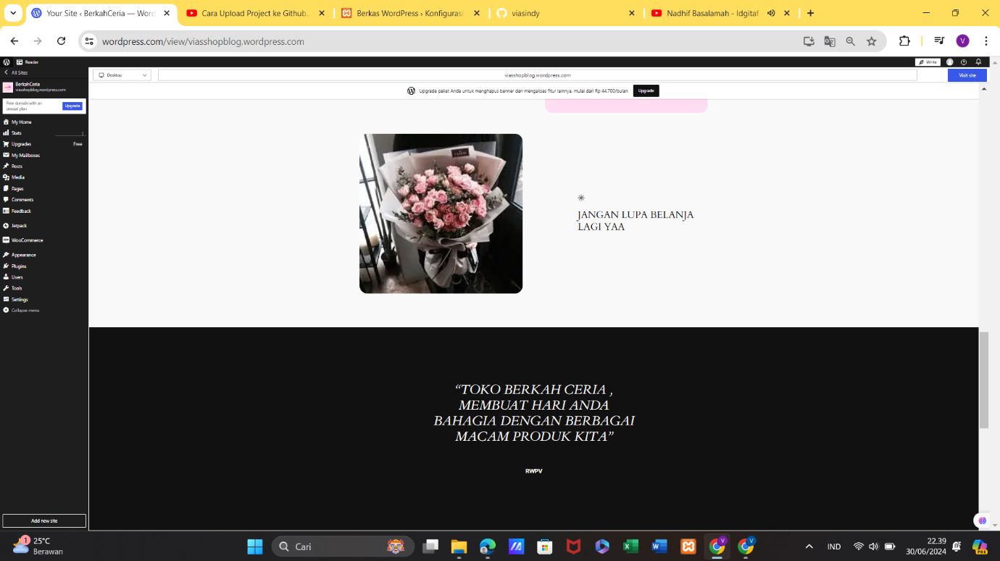 Your Site ‹ BerkahCeria — Word
Cara Upload Project ke Github.
Berkas WordPress › Konfigurasi
viasindy
Nadhif Basalamah - Idgitaf
wordpress.com/view/viasshopblog.wordpress.com
V
Reader
Write
All Sites
BerkahCeria
viasshopblog.wordpress.com
Desktop
viasshopblog.wordpress.com
Visit site
Upgrade paket Anda untuk menghapus banner dan mengakses fitur lainnya, mulai dari Rp 44.700/bulan
Upgrade
Free domain with an
annual plan
Upgrade
My Home
Stats
Upgrades
Free
My Mailboxes
Posts
Media
Pages
Comments
Feedback
Jetpack
WooCommerce
Appearance
Plugins
Users
Tools
Settings
Collapse menu
JANGAN LUPA BELANJA
LAGI YAA
“TOKO BERKAH CERIA ,
MEMBUAT HARI ANDA
BAHAGIA DENGAN BERBAGAI
MACAM PRODUK KITA”
RWPV
Add new site
1
25°C
Berawan
Cari
IND
22.39
30/06/2024
PRE